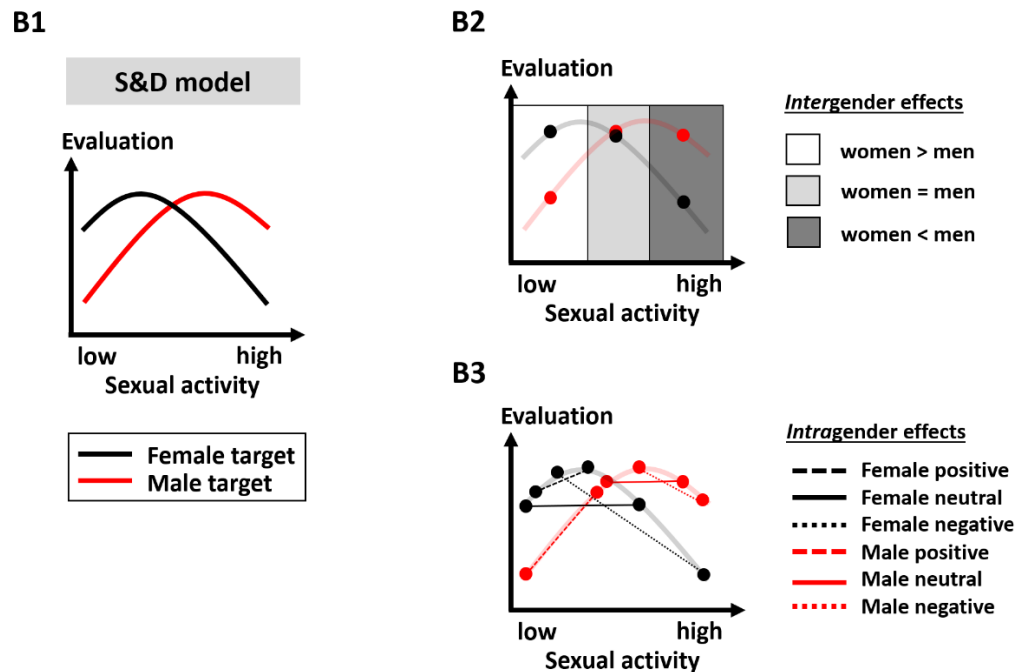 B1
S&D model
Evaluation
low high
Sexual activity
Female target
Male target
B2
Evaluation
low high
Sexual activity
Intergender effects
women > men
women = men
women < men
B3
Evaluation
low high
Sexual activity
Intragender effects
Female positive
Female neutral
Female negative
Male positive
Male neutral
Male negative